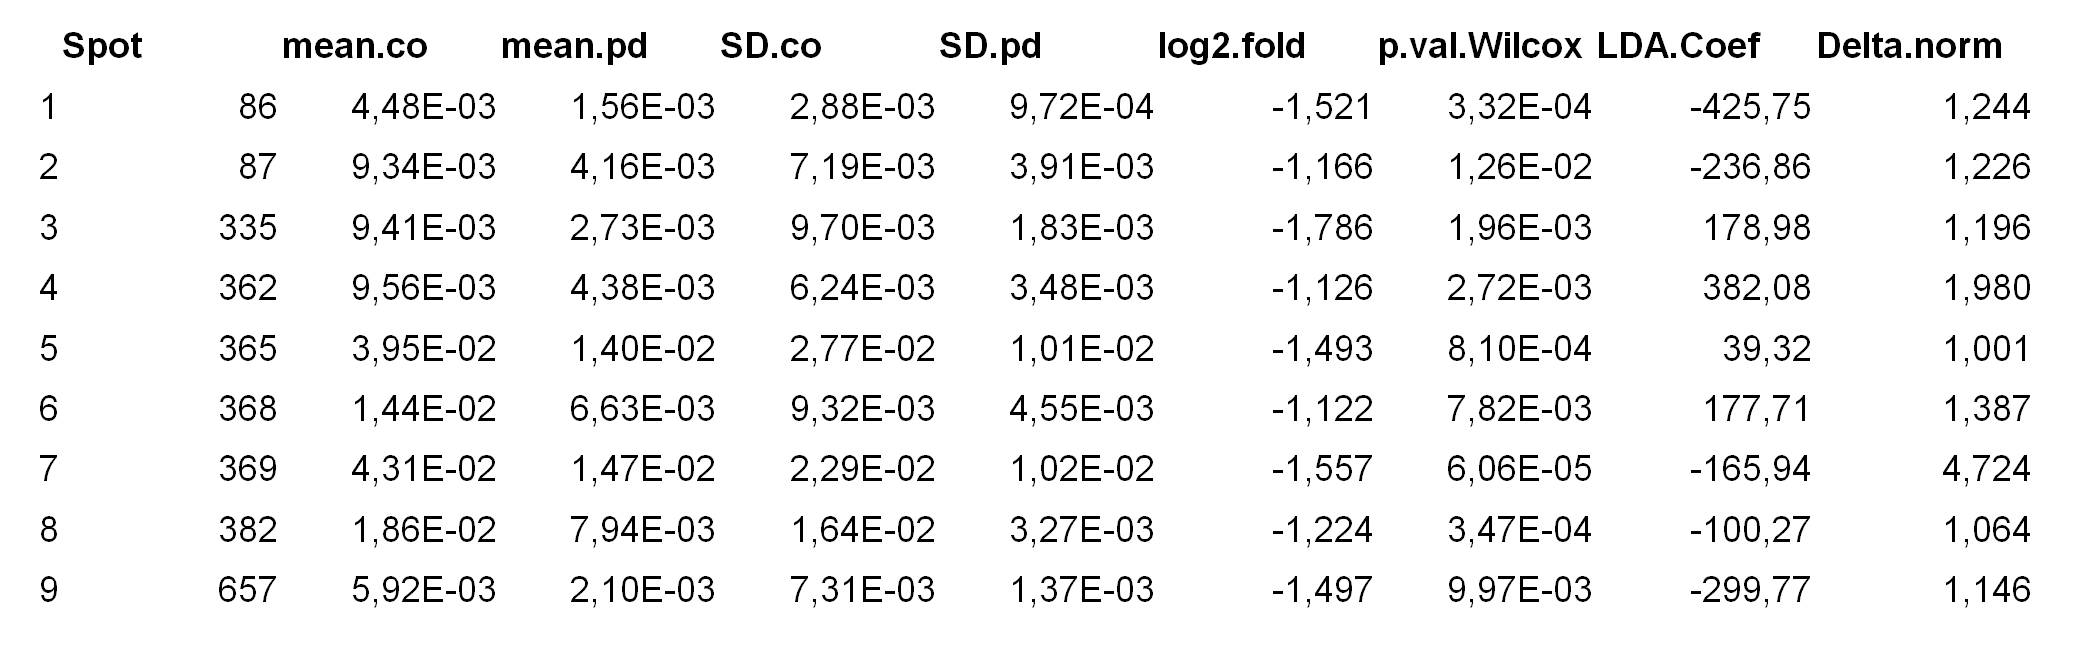 Spot mean.co mean.pd SD.co SD.pd log2.fold p.val.Wilcox LDA.Coef Delta.norm
1 86 4,48E-03 1,56E-03 2,88E-03 9,72E-04 -1,521 3,32E-04 -425,75 1,244
2 87 9,34E-03 4,16E-03 7,19E-03 3,91E-03 -1,166 1,26E-02 -236,86 1,226
3 335 9,41E-03 2,73E-03 9,70E-03 1,83E-03 -1,786 1,96E-03 178,98 1,196
4 362 9,56E-03 4,38E-03 6,24E-03 3,48E-03 -1,126 2,72E-03 382,08 1,980
5 365 3,95E-02 1,40E-02 2,77E-02 1,01E-02 -1,493 8,10E-04 39,32 1,001
6 368 1,44E-02 6,63E-03 9,32E-03 4,55E-03 -1,122 7,82E-03 177,71 1,387
7 369 4,31E-02 1,47E-02 2,29E-02 1,02E-02 -1,557 6,06E-05 -165,94 4,724
8 382 1,86E-02 7,94E-03 1,64E-02 3,27E-03 -1,224 3,47E-04 -100,27 1,064
9 657 5,92E-03 2,10E-03 7,31E-03 1,37E-03 -1,497 9,97E-03 -299,77 1,146